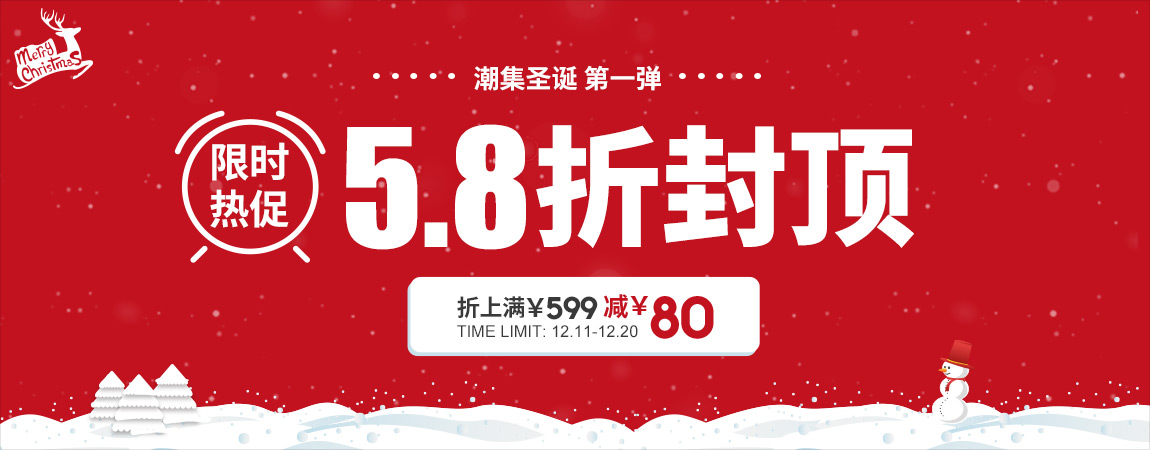 Merry
Christmas
潮集圣诞 第一弹
限时
热促
5.8折封顶
折上满¥599 减¥80
TIME LIMIT: 12.11-12.20